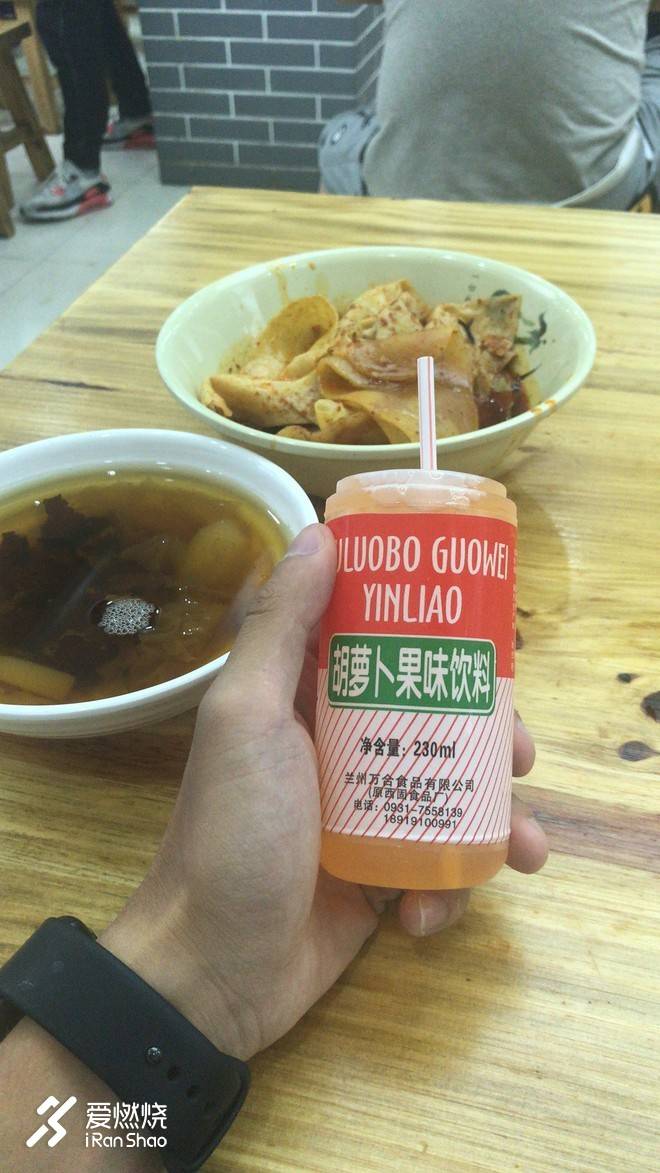 ULUOBO GUOWEI
YINLIAO
胡萝卜果味饮料
净含量：230ml
兰州万合食品有限公司
(原西固食品厂)
电话：0931-7558139
18919100991
爱燃烧
iRanShao